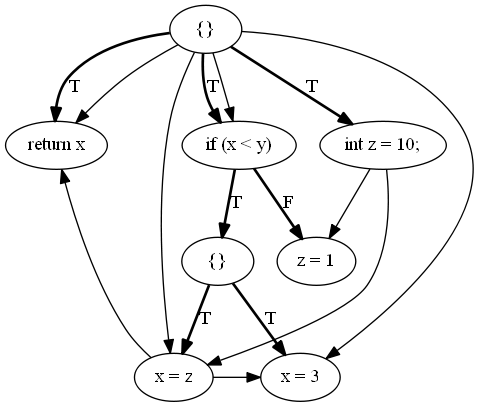 {}
T
T
T
return x
if (x < y)
int z = 10;
T
F
{}
z = 1
T
T
x = z
x = 3